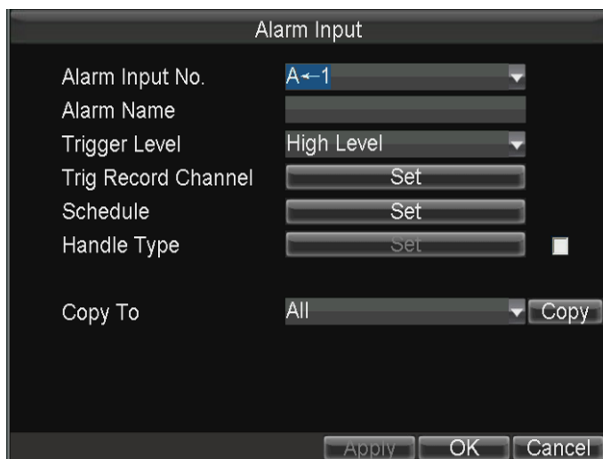 Alarm Input
Alarm Input No. A←1
Alarm Name
Trigger Level High Level
Trig Record Channel Set
Schedule Set
Handle Type Set
Copy To All Copy
Apply OK Cancel